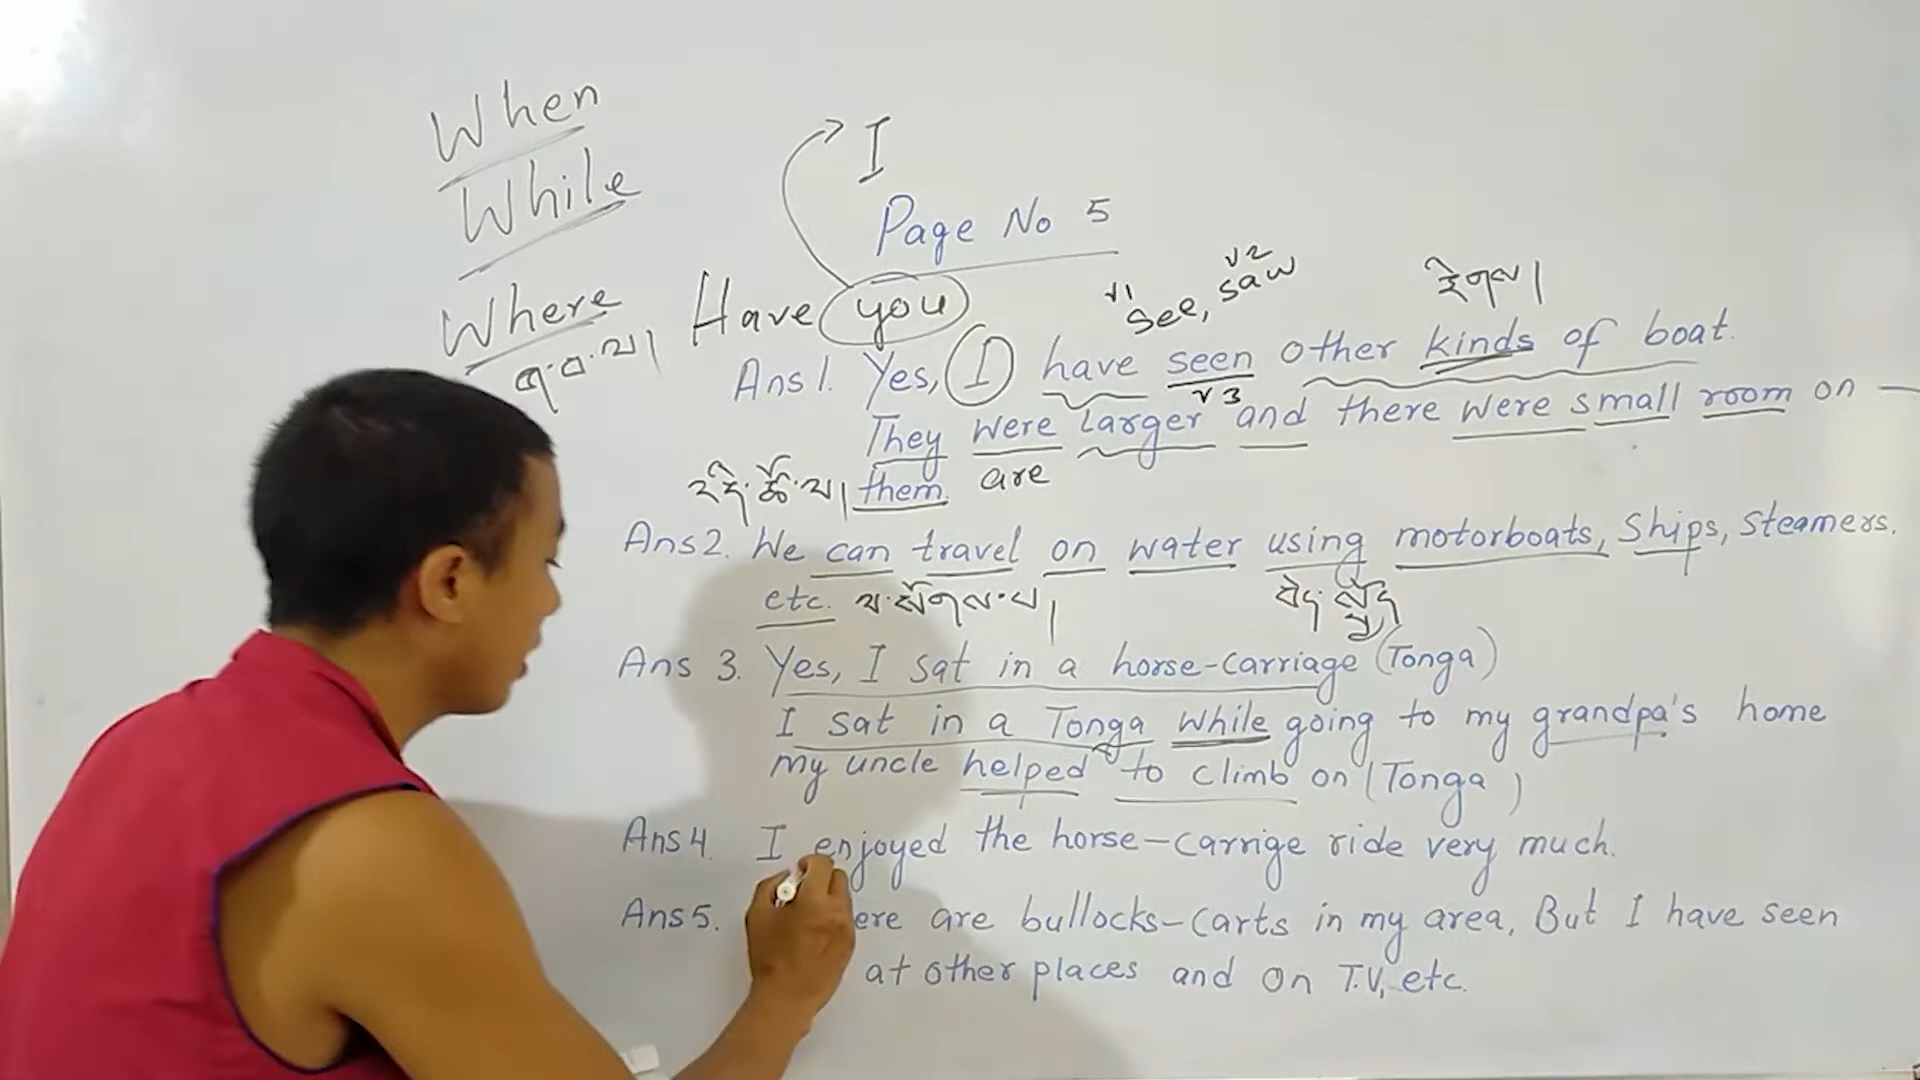 When
While
Where
ག་བ་ལ།
I
Page No 5
Have you
V1 see, V2 saw
རིགས།
Ans 1. Yes, I have seen other kinds of boat.
V3
They were larger and there were small room on —
them. are
Ans 2. We can travel on water using motorboats, Ships, Steamers.
etc. ལ་སོགས་པ།
Ans 3. Yes, I sat in a horse-carriage (Tonga)
I sat in a Tonga while going to my grandpa's home
my uncle helped to climb on (Tonga)
Ans 4. I enjoyed the horse-carrige ride very much.
Ans 5. ere are bullocks-carts in my area, But I have seen
at other places and on T.V, etc.